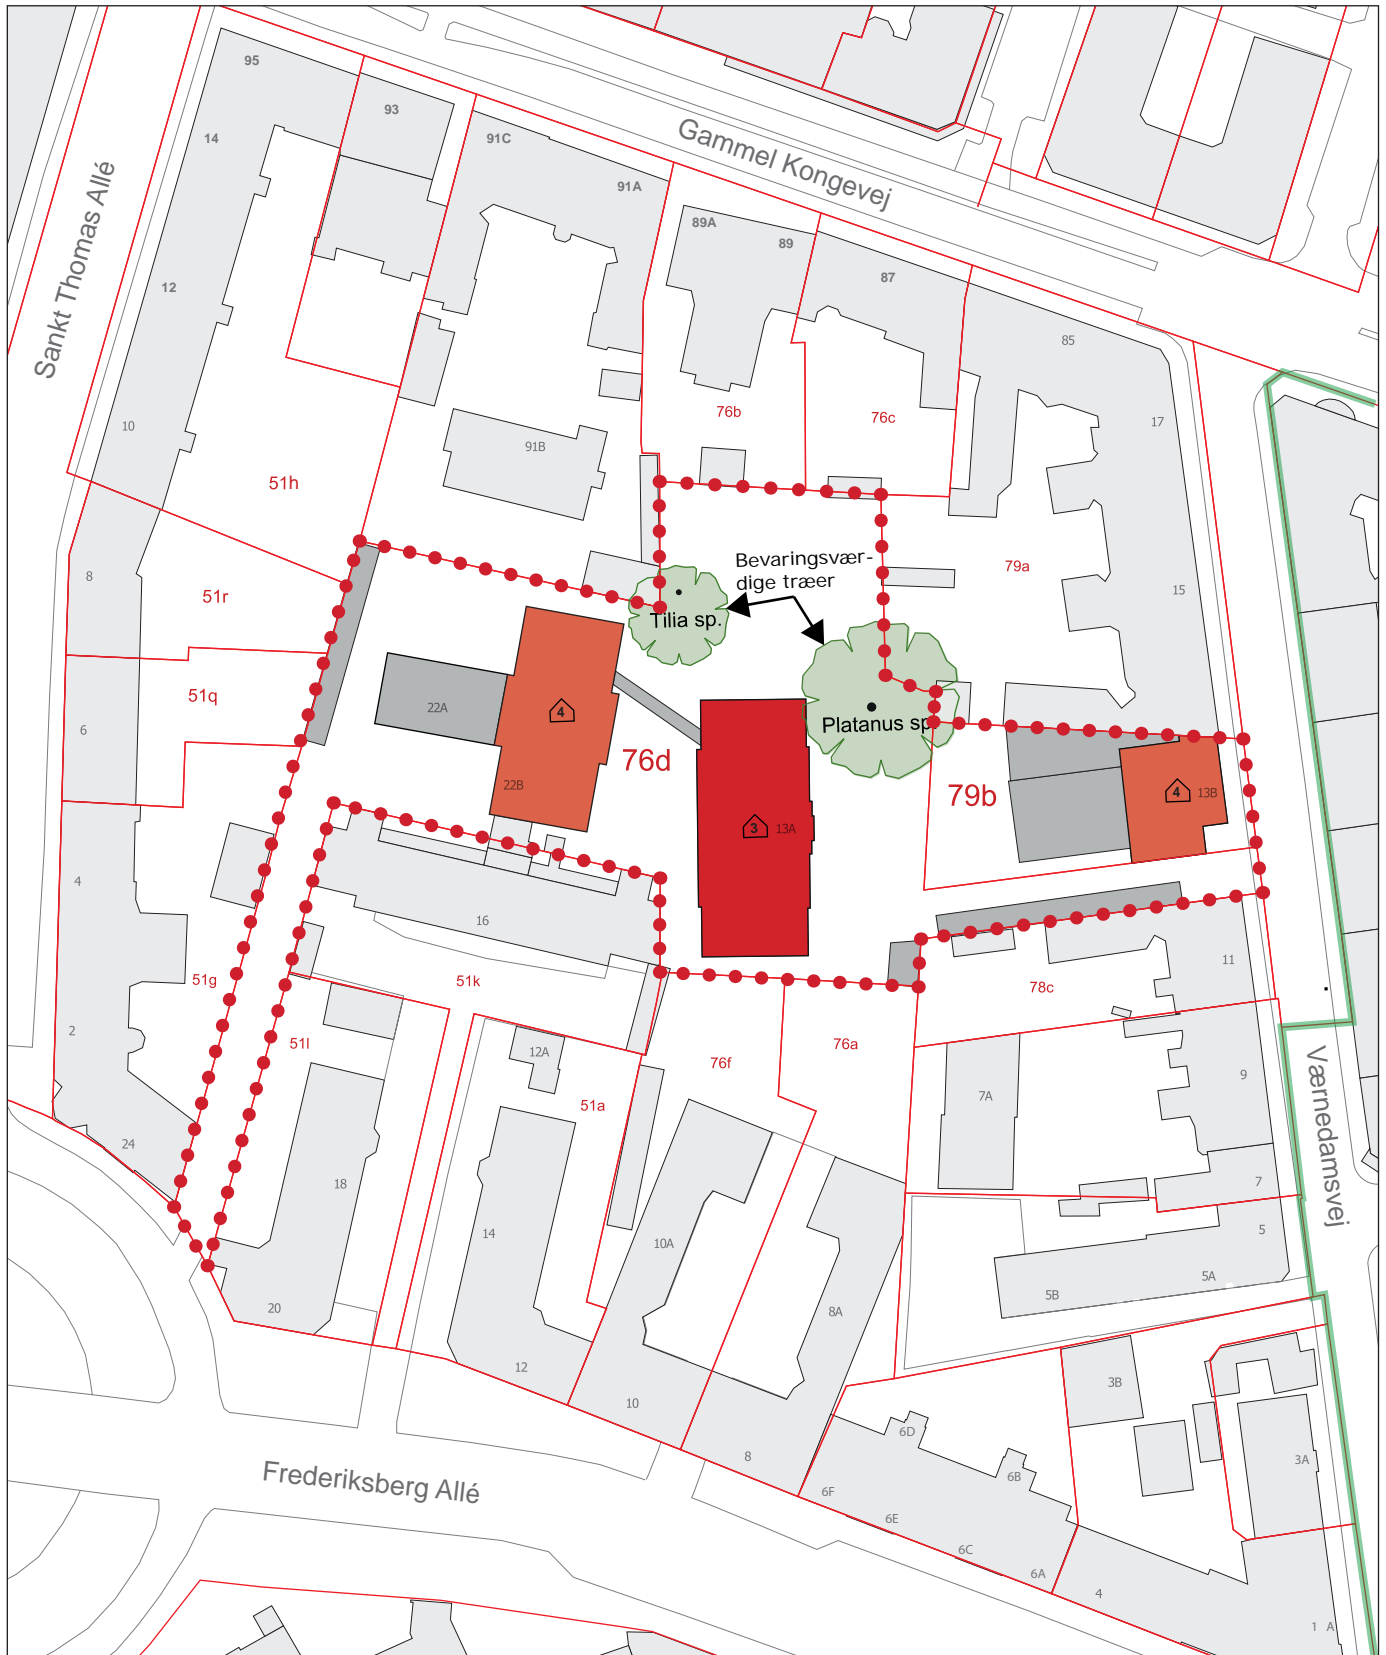 95
93
14
91C
Gammel Kongevej
91A
Sankt Thomas Allé
89A
89
87
12
85
76b
76c
17
10
91B
51h
Bevaringsvær-
dige træer
79a
8
15
51r
Tilia sp.
51q
22A
4
Platanus sp.
6
76d
22B
79b
4
13B
3
13A
4
16
11
51g
51k
78c
2
51l
12A
76f
76a
9
Værnedamsvej
7A
51a
24
18
7
14
10A
5
5A
5B
20
8A
12
3B
10
6D
8
3A
6B
Frederiksberg Allé
6F
6E
6C
6A
4
1 A